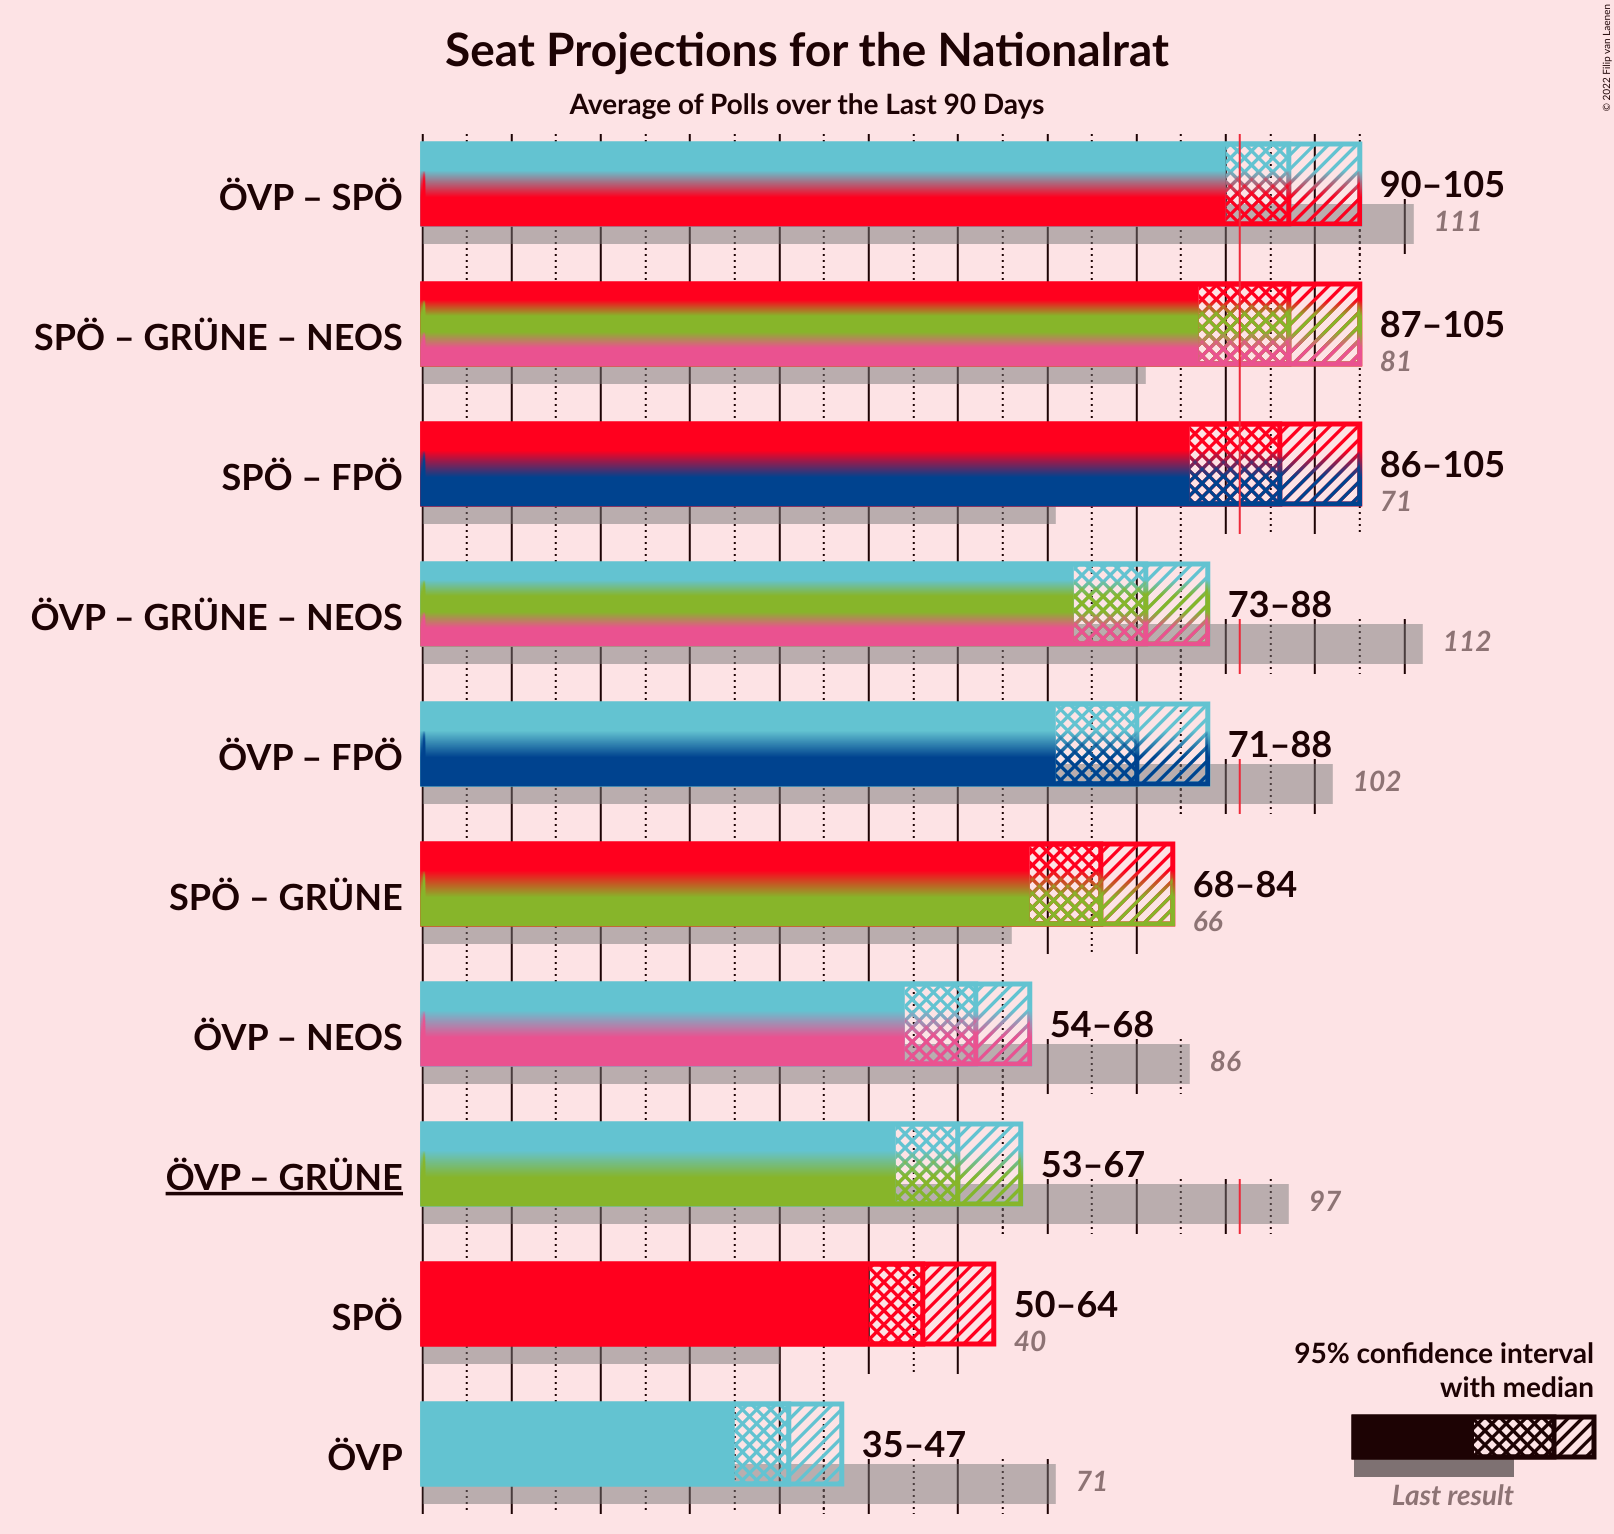 Seat Projections for the Nationalrat
Average of Polls over the Last 90 Days
© 2022 Filip van Laenen
ÖVP – SPÖ
90–105
111
SPÖ – GRÜNE – NEOS
87–105
81
SPÖ – FPÖ
86–105
71
ÖVP – GRÜNE – NEOS
73–88
112
ÖVP – FPÖ
71–88
102
SPÖ – GRÜNE
68–84
66
ÖVP – NEOS
54–68
86
ÖVP – GRÜNE
53–67
97
SPÖ
50–64
40
ÖVP
35–47
71
95% confidence interval
with median
Last result